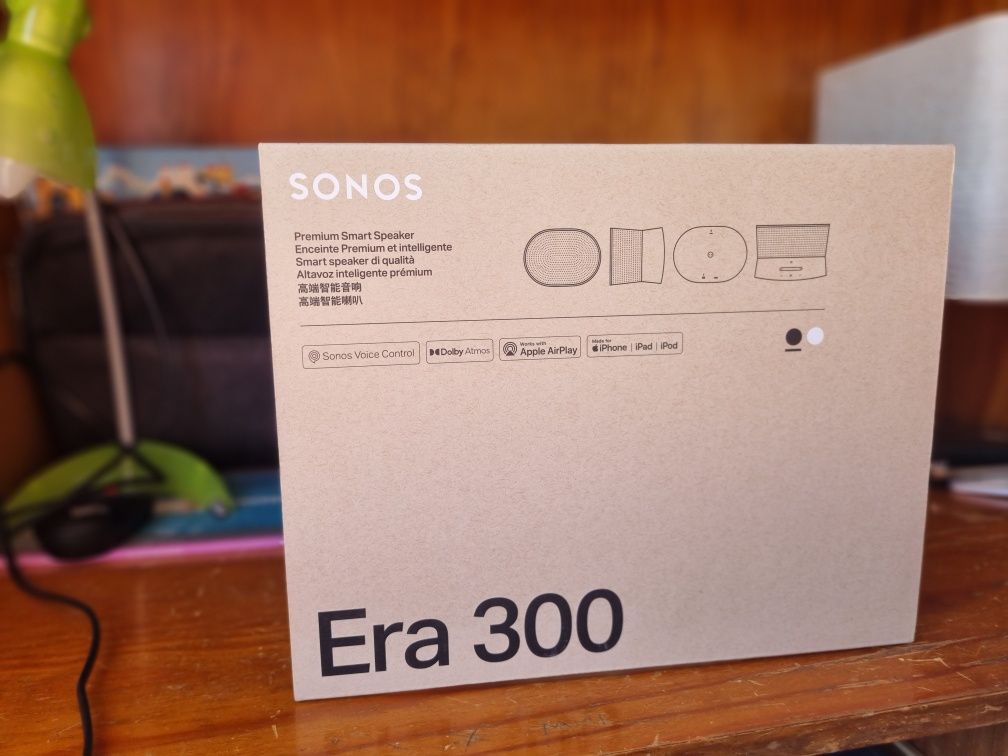 SONOS
Premium Smart Speaker
Enceinte Premium et intelligente
Smart speaker di qualità
Altavoz inteligente prémium
高端智能音响
高端智能喇叭
Sonos Voice Control
Dolby Atmos
Works with
Apple AirPlay
Made for
iPhone | iPad | iPod
Era 300